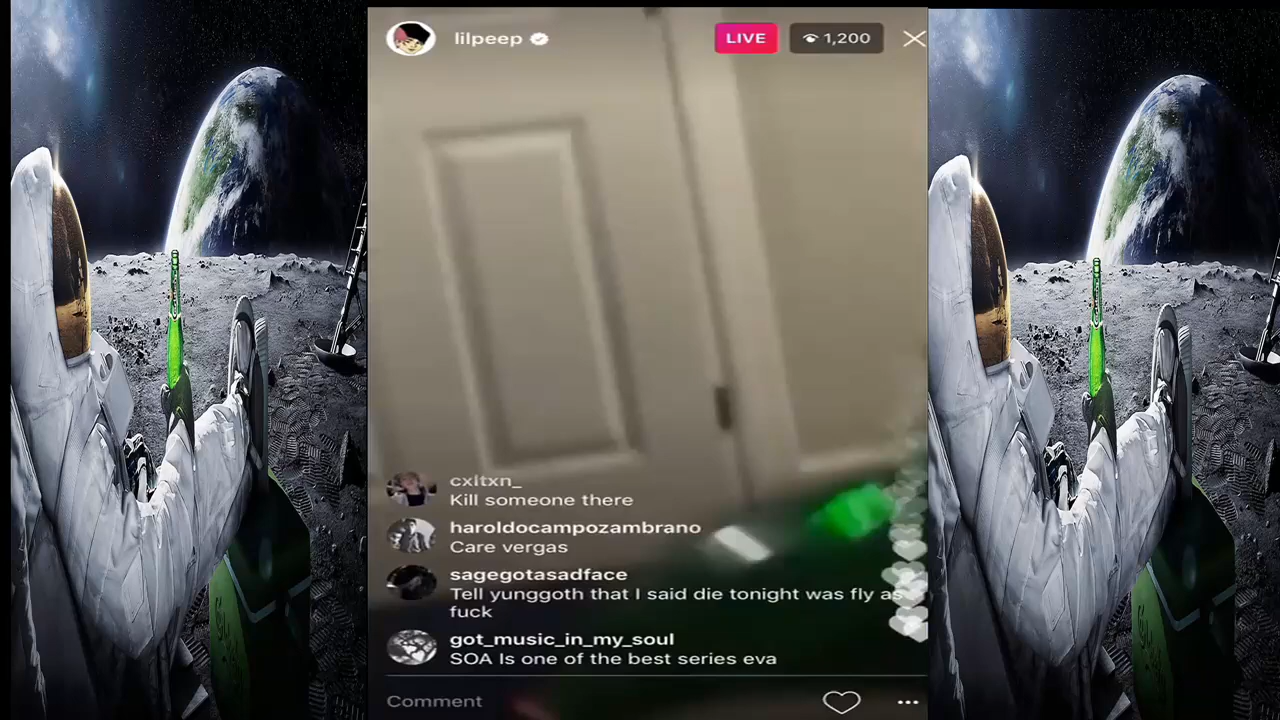 lilpeep
LIVE
1,200
cxltxn_
Kill someone there
haroldocampozambrano
Care vergas
sagegotasadface
Tell yunggoth that I said die tonight was fly as
fuck
got_music_in_my_soul
SOA Is one of the best series eva
Comment